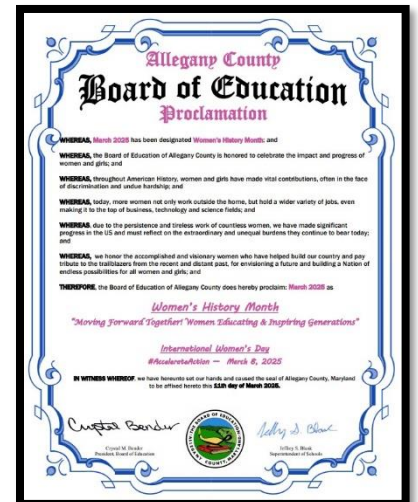 Allegany County
Board of Education
Proclamation
WHEREAS, March 2025 has been designated Women's History Month; and
WHEREAS, the Board of Education of Allegany County is honored to celebrate the impact and progress of
women and girls; and
WHEREAS, throughout American History, women and girls have made vital contributions, often in the face
of discrimination and undue hardship; and
WHEREAS, today, more women not only work outside the home, but hold a wider variety of jobs, even
making it to the top of business, technology and science fields; and
WHEREAS, due to the persistence and tireless work of countless women, we have made significant
progress in the US and must reflect on the extraordinary and unequal burdens they continue to bear today;
and
WHEREAS, we honor the accomplished and visionary women who have helped build our country and pay
tribute to the trailblazers from the recent and distant past, for envisioning a future and building a Nation of
endless possibilities for all women and girls; and
THEREFORE, the Board of Education of Allegany County does hereby proclaim: March 2025 as
Women's History Month
"Moving Forward Together! Women Educating & Inspiring Generations"
International Women's Day
#AccelerateAction — March 8, 2025
IN WITNESS WHEREOF, we have hereunto set our hands and caused the seal of Allegany County, Maryland
to be affixed hereto this 11th day of March 2025.
Crystal Bender
Jeffrey S. Blank
BOARD OF EDUCATION
ALLEGANY COUNTY, MARYLAND
Crystal M. Bender
President, Board of Education
Jeffrey S. Blank
Superintendent of Schools